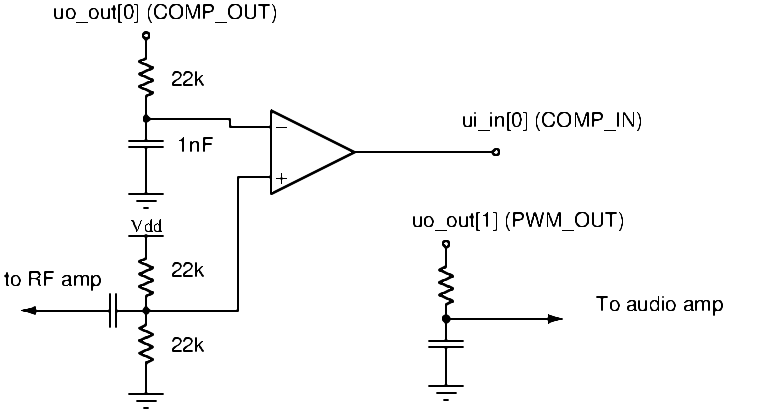 uo_out[0] (COMP_OUT)
22k
1nF
−
+
ui_in[0] (COMP_IN)
Vdd
22k
to RF amp
22k
uo_out[1] (PWM_OUT)
To audio amp